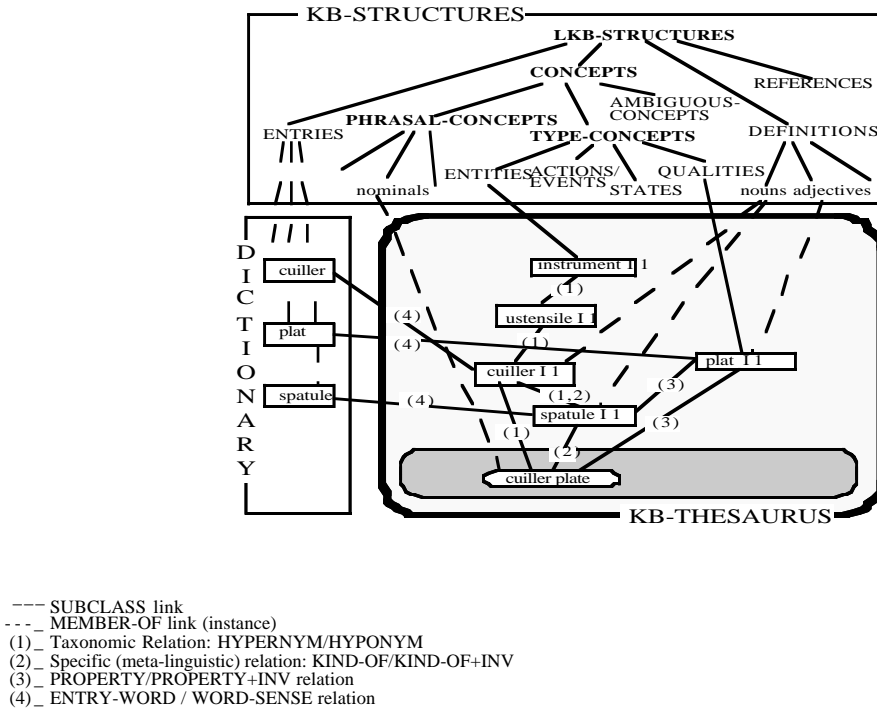 KB-STRUCTURES
LKB-STRUCTURES
CONCEPTS
REFERENCES
AMBIGUOUS-
CONCEPTS
PHRASAL-CONCEPTS
ENTRIES
TYPE-CONCEPTS
DEFINITIONS
ENTITIES
ACTIONS/
EVENTS
QUALITIES
STATES
nominals
nouns adjectives
DICTIONARY
cuiller
instrument I 1
(1)
ustensile I 1
(4)
plat
(1)
(4)
plat I 1
cuiller I 1
(3)
spatule
(1,2)
(4)
spatule I 1
(3)
(1)
(2)
cuiller plate
KB-THESAURUS
--- SUBCLASS link
---_ MEMBER-OF link (instance)
(1)_ Taxonomic Relation: HYPERNYM/HYPONYM
(2)_ Specific (meta-linguistic) relation: KIND-OF/KIND-OF+INV
(3)_ PROPERTY/PROPERTY+INV relation
(4)_ ENTRY-WORD / WORD-SENSE relation